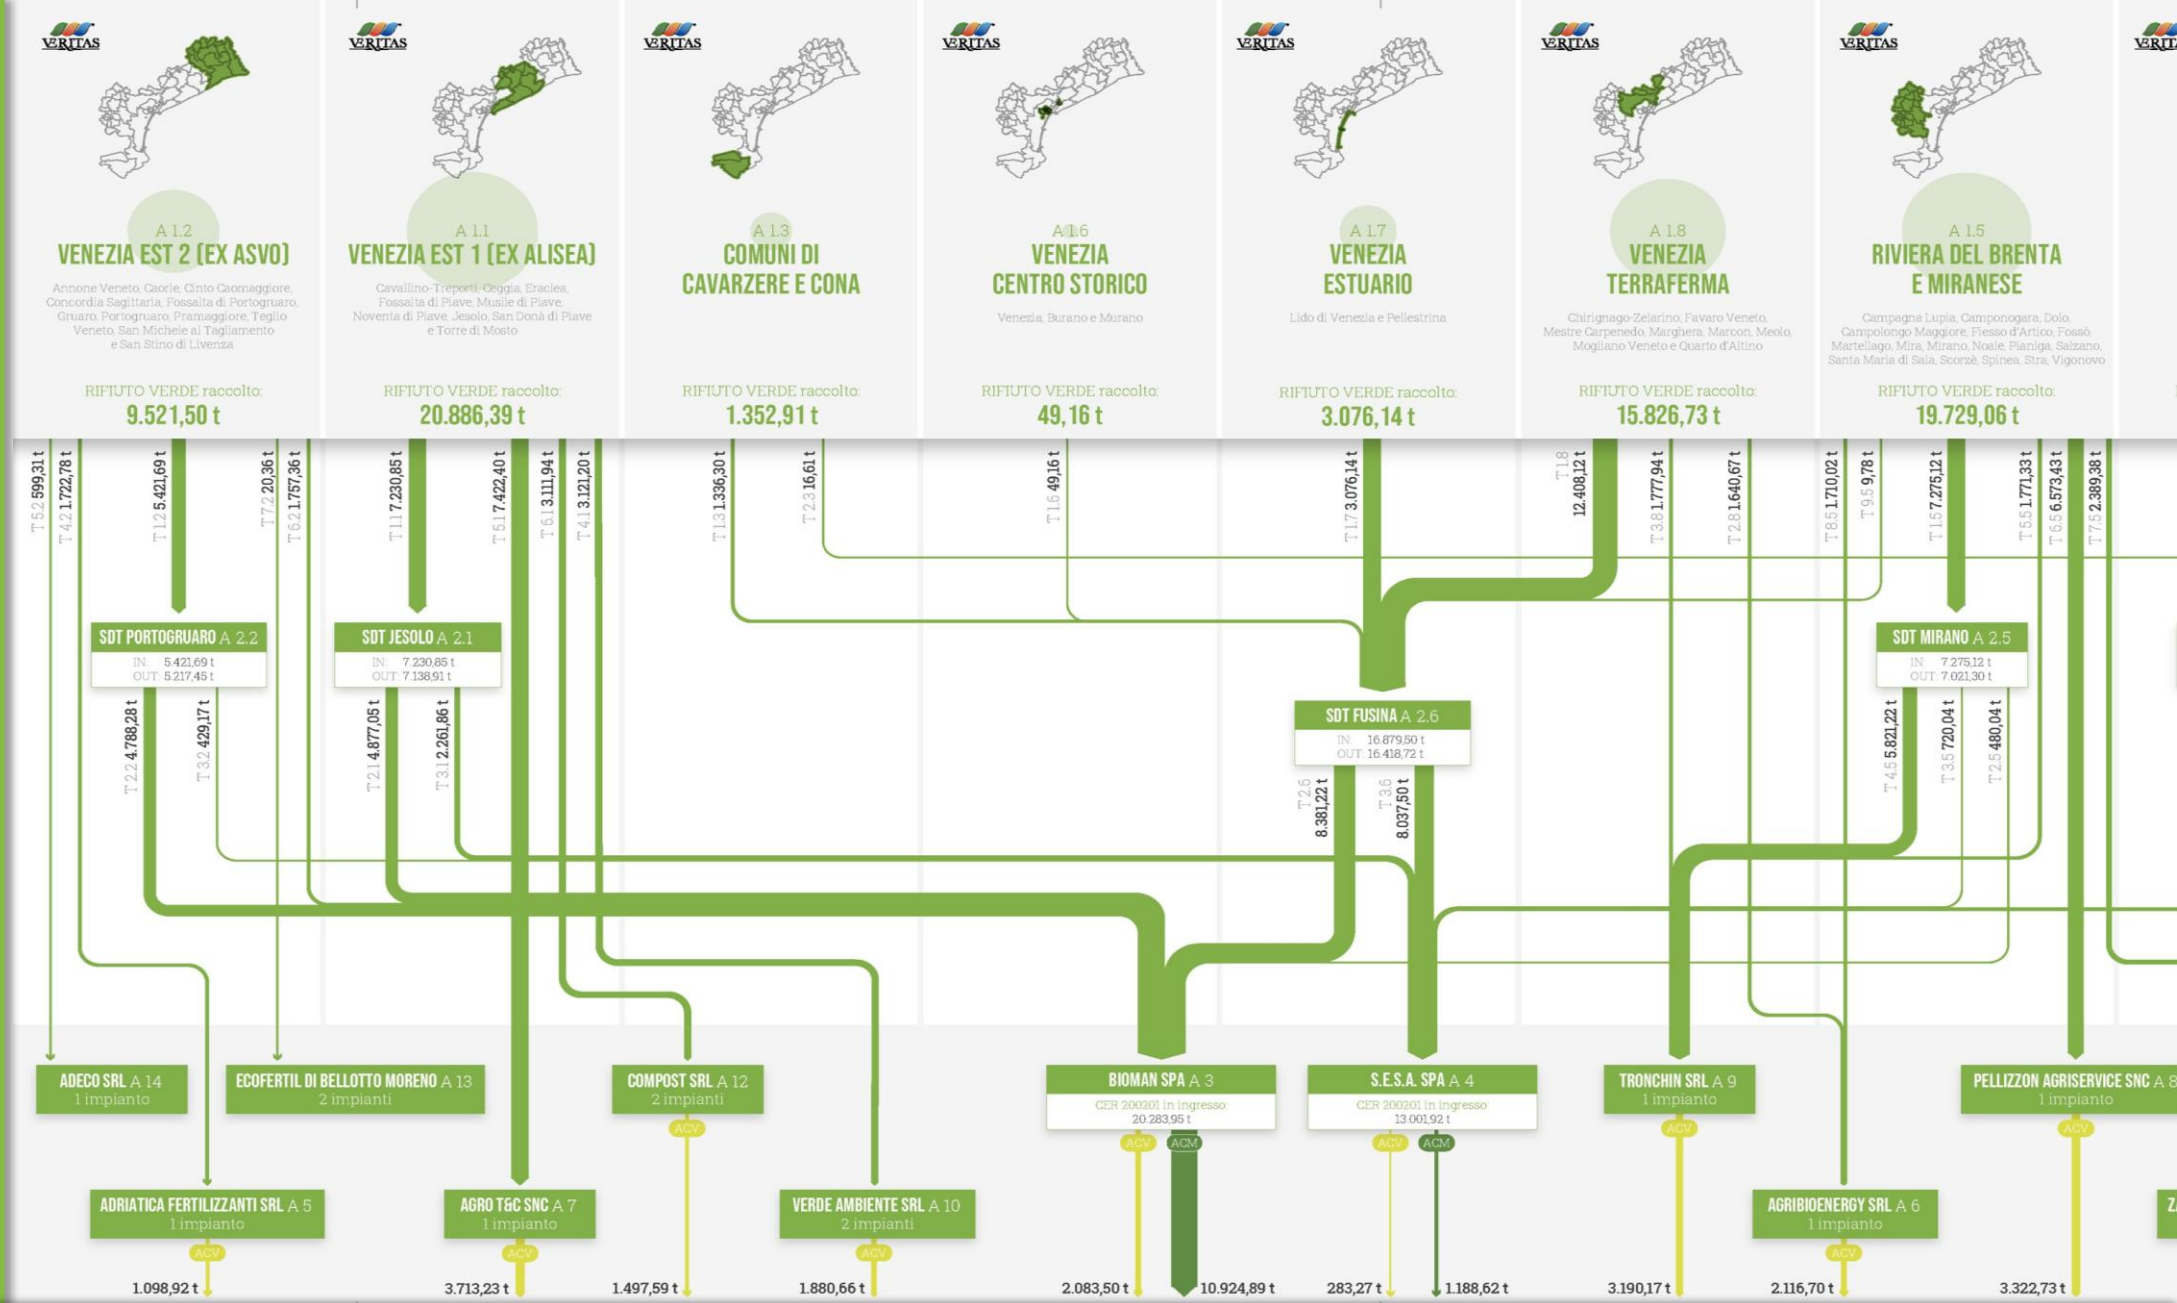 VERITAS
A 1.2
VENEZIA EST 2 (EX ASVO)
Annone Veneto, Caorle, Cinto Caomaggiore,
Concordia Sagittaria, Fossalta di Portogruaro,
Gruaro, Portogruaro, Pramaggiore, Teglio
Veneto, San Michele al Tagliamento
e San Stino di Livenza
RIFIUTO VERDE raccolto:
9.521,50 t
VERITAS
A 1.1
VENEZIA EST 1 (EX ALISEA)
Cavallino-Treporti, Ceggia, Eraclea,
Fossalta di Piave, Musile di Piave,
Noventa di Piave, Jesolo, San Donà di Piave
e Torre di Mosto
RIFIUTO VERDE raccolto:
20.886,39 t
VERITAS
A 1.3
COMUNI DI
CAVARZERE E CONA
RIFIUTO VERDE raccolto:
1.352,91 t
VERITAS
A 1.6
VENEZIA
CENTRO STORICO
Venezia, Burano e Murano
RIFIUTO VERDE raccolto:
49,16 t
VERITAS
A 1.7
VENEZIA
ESTUARIO
Lido di Venezia e Pellestrina
RIFIUTO VERDE raccolto:
3.076,14 t
VERITAS
A 1.8
VENEZIA
TERRAFERMA
Chirignago-Zelarino, Favaro Veneto,
Mestre Carpenedo, Marghera, Marcon, Meolo,
Mogliano Veneto e Quarto d'Altino
RIFIUTO VERDE raccolto:
15.826,73 t
VERITAS
A 1.5
RIVIERA DEL BRENTA
E MIRANESE
Campagna Lupia, Camponogara, Dolo,
Campolongo Maggiore, Fiesso d'Artico, Fossò,
Martellago, Mira, Mirano, Noale, Pianiga, Salzano,
Santa Maria di Sala, Scorzè, Spinea, Stra, Vigonovo
RIFIUTO VERDE raccolto:
19.729,06 t
T 5.2 599,31 t
T 4.2 1.722,78 t
T 1.2 5.421,69 t
T 7.2 20,36 t
T 6.2 1.757,36 t
T 1.1 7.230,85 t
T 5.1 7.422,40 t
T 6.1 3.111,94 t
T 4.1 3.121,20 t
T 1.3 1.336,30 t
T 2.3 16,61 t
T 1.6 49,16 t
T 1.7 3.076,14 t
T 1.8
12.408,12 t
T 3.8 1.777,94 t
T 2.8 1.640,67 t
T 8.5 1.710,02 t
T 9.5 9,78 t
T 1.5 7.275,12 t
T 5.5 1.771,33 t
T 6.5 6.573,43 t
T 7.5 2.389,38 t
SDT PORTOGRUARO A 2.2
IN: 5.421,69 t
OUT: 5.217,45 t
SDT JESOLO A 2.1
IN: 7.230,85 t
OUT: 7.138,91 t
SDT MIRANO A 2.5
IN: 7.275,12 t
OUT: 7.021,30 t
SDT FUSINA A 2.6
IN: 16.879,50 t
OUT: 16.418,72 t
T 2.2 4.788,28 t
T 3.2 429,17 t
T 2.1 4.877,05 t
T 3.1 2.261,86 t
T 2.6
8.381,22 t
T 3.6
8.037,50 t
T 4.5 5.821,22 t
T 3.5 720,04 t
T 2.5 480,04 t
ADECO SRL A 14
1 impianto
ECOFERTIL DI BELLOTTO MORENO A 13
2 impianti
COMPOST SRL A 12
2 impianti
ACV
BIOMAN SPA A 3
CER 200201 in ingresso:
20.283,95 t
ACV
ACM
S.E.S.A. SPA A 4
CER 200201 in ingresso:
13.001,92 t
ACV
ACM
TRONCHIN SRL A 9
1 impianto
ACV
PELLIZZON AGRISERVICE SNC A 8
1 impianto
ACV
ADRIATICA FERTILIZZANTI SRL A 5
1 impianto
ACV
AGRO T&C SNC A 7
1 impianto
ACV
VERDE AMBIENTE SRL A 10
2 impianti
ACV
AGRIBIOENERGY SRL A 6
1 impianto
ACV
1.098,92 t
3.713,23 t
1.497,59 t
1.880,66 t
2.083,50 t
10.924,89 t
283,27 t
1.188,62 t
3.190,17 t
2.116,70 t
3.322,73 t